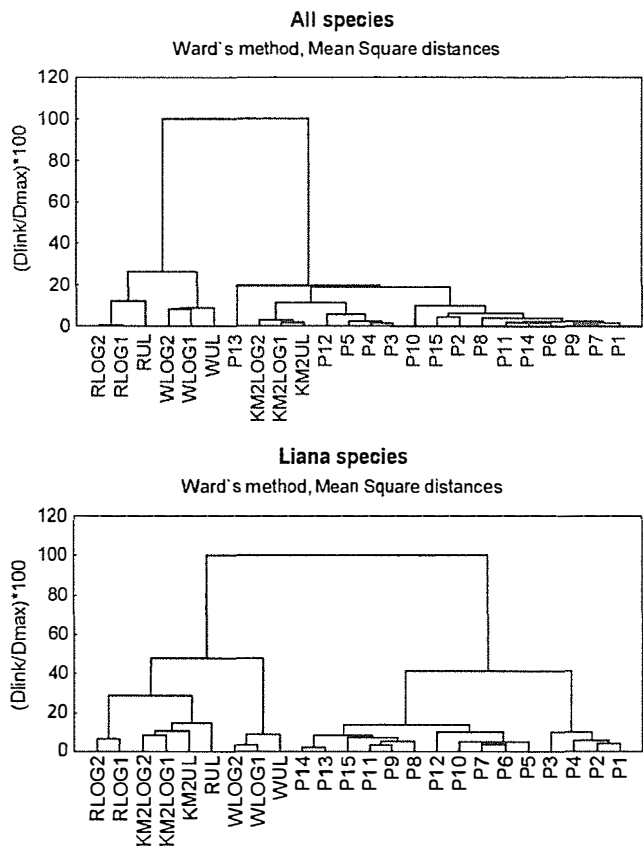 All species
Ward`s method, Mean Square distances
(Dlink/Dmax)*100
120
100
80
60
40
20
0
RLOG2
RLOG1
RUL
WLOG2
WLOG1
WUL
P13
KM2LOG2
KM2LOG1
KM2UL
P12
P5
P4
P3
P10
P15
P2
P8
P11
P14
P6
P9
P7
P1
Liana species
Ward`s method, Mean Square distances
(Dlink/Dmax)*100
120
100
80
60
40
20
0
RLOG2
RLOG1
KM2LOG2
KM2LOG1
KM2UL
RUL
WLOG2
WLOG1
WUL
P14
P13
P15
P11
P9
P8
P12
P10
P7
P6
P5
P3
P4
P2
P1